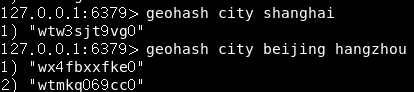 127.0.0.1:6379> geohash city shanghai
1) "wtw3sjt9vg0"
127.0.0.1:6379> geohash city beijing hangzhou
1) "wx4fbxxfke0"
2) "wtmkq069cc0"